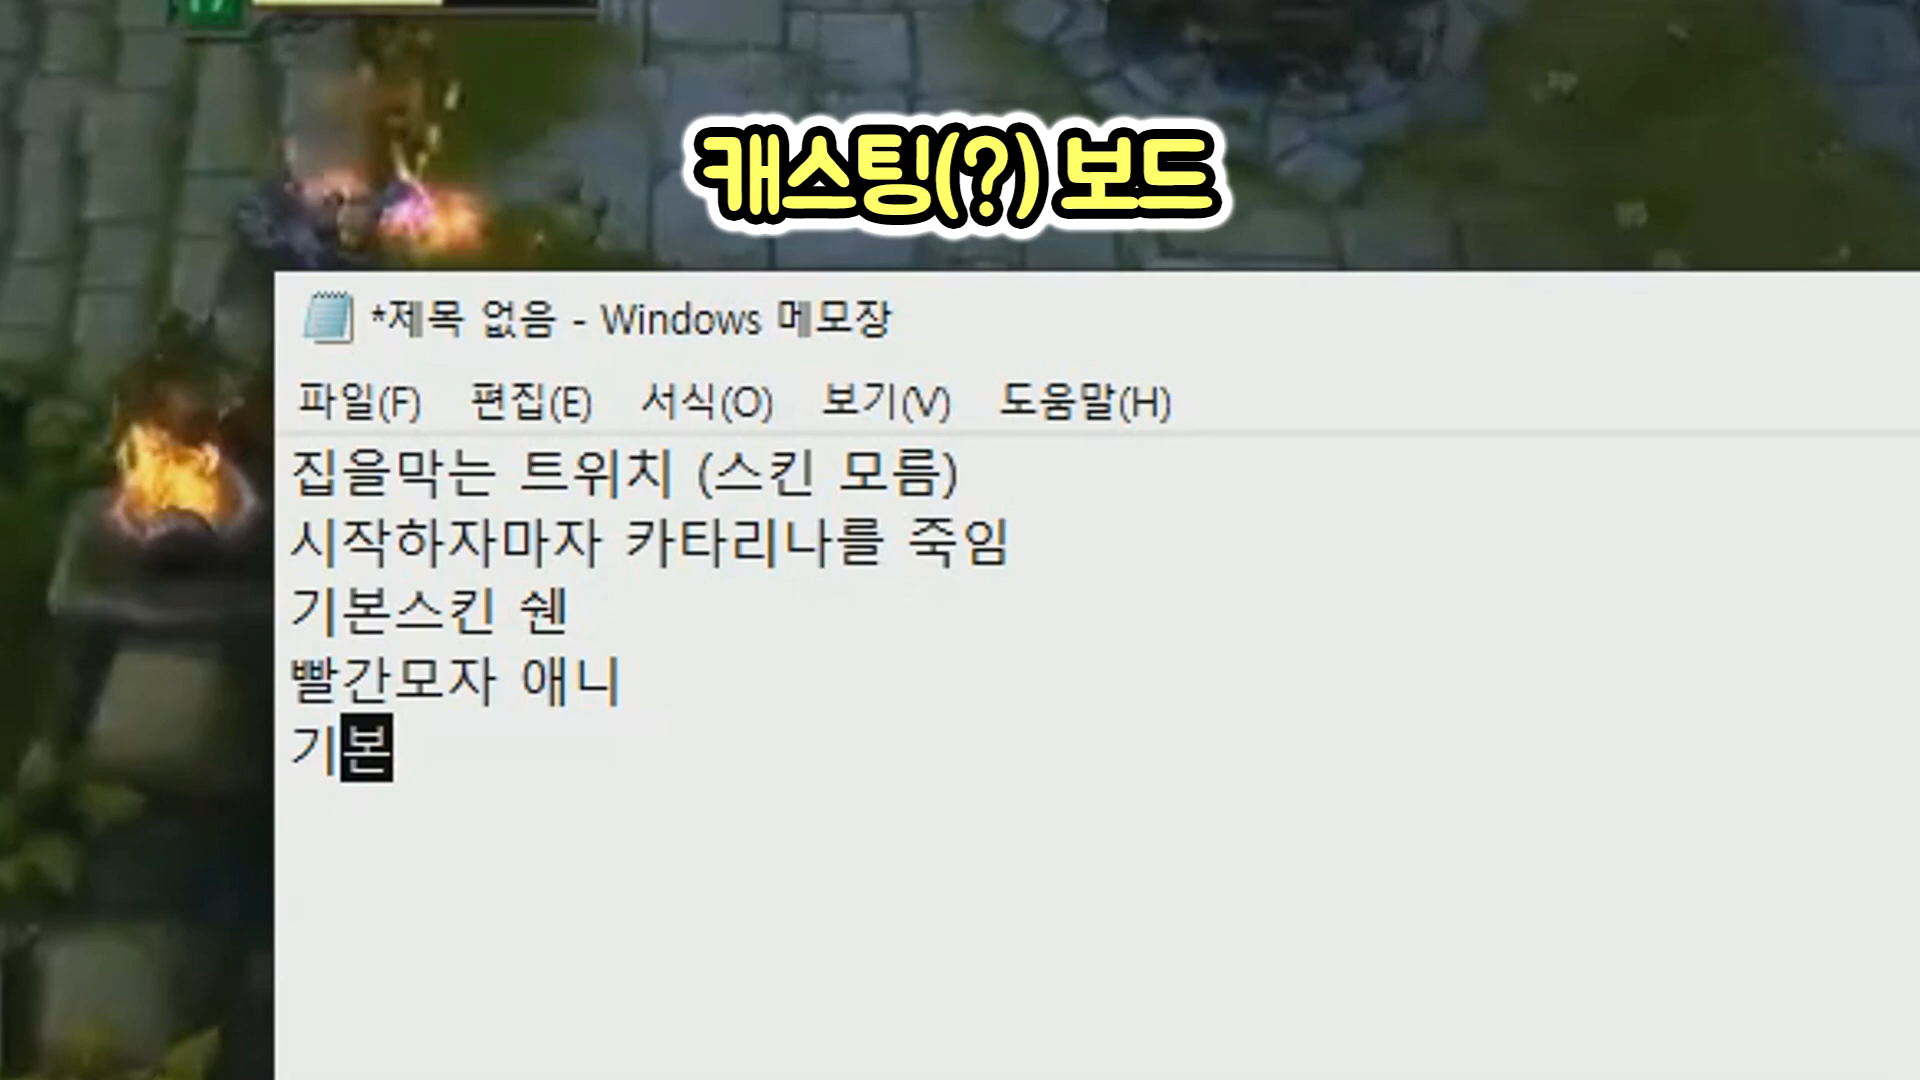 캐스팅(?) 보드
*제목 없음 - Windows 메모장
파일(F) 편집(E) 서식(O) 보기(V) 도움말(H)
집을막는 트위치 (스킨 모름)
시작하자마자 카타리나를 죽임
기본스킨 쉔
빨간모자 애니
기본